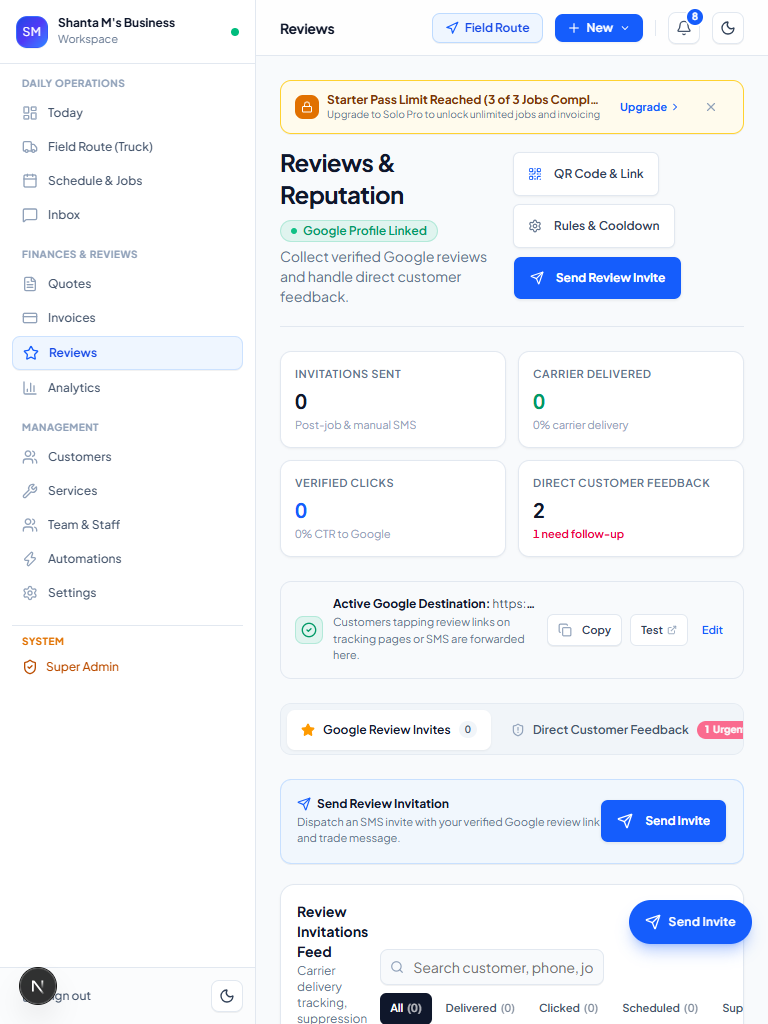 SM
Shanta M's Business
Workspace
DAILY OPERATIONS
Today
Field Route (Truck)
Schedule & Jobs
Inbox
FINANCES & REVIEWS
Quotes
Invoices
Reviews
Analytics
MANAGEMENT
Customers
Services
Team & Staff
Automations
Settings
SYSTEM
Super Admin
N
gn out
Reviews
Field Route
New
8
Starter Pass Limit Reached (3 of 3 Jobs Compl...
Upgrade to Solo Pro to unlock unlimited jobs and invoicing
Upgrade
Reviews &
Reputation
Google Profile Linked
Collect verified Google reviews
and handle direct customer
feedback.
QR Code & Link
Rules & Cooldown
Send Review Invite
INVITATIONS SENT
0
Post-job & manual SMS
CARRIER DELIVERED
0
0% carrier delivery
VERIFIED CLICKS
0
0% CTR to Google
DIRECT CUSTOMER FEEDBACK
2
1 need follow-up
Active Google Destination: https:...
Customers tapping review links on
tracking pages or SMS are forwarded
here.
Copy
Test
Edit
Google Review Invites 0
Direct Customer Feedback 1 Urgen
Send Review Invitation
Dispatch an SMS invite with your verified Google review link
and trade message.
Send Invite
Review
Invitations
Feed
Carrier
delivery
tracking,
suppression
Send Invite
Search customer, phone, jo
All (0)
Delivered (0)
Clicked (0)
Scheduled (0)
Sup